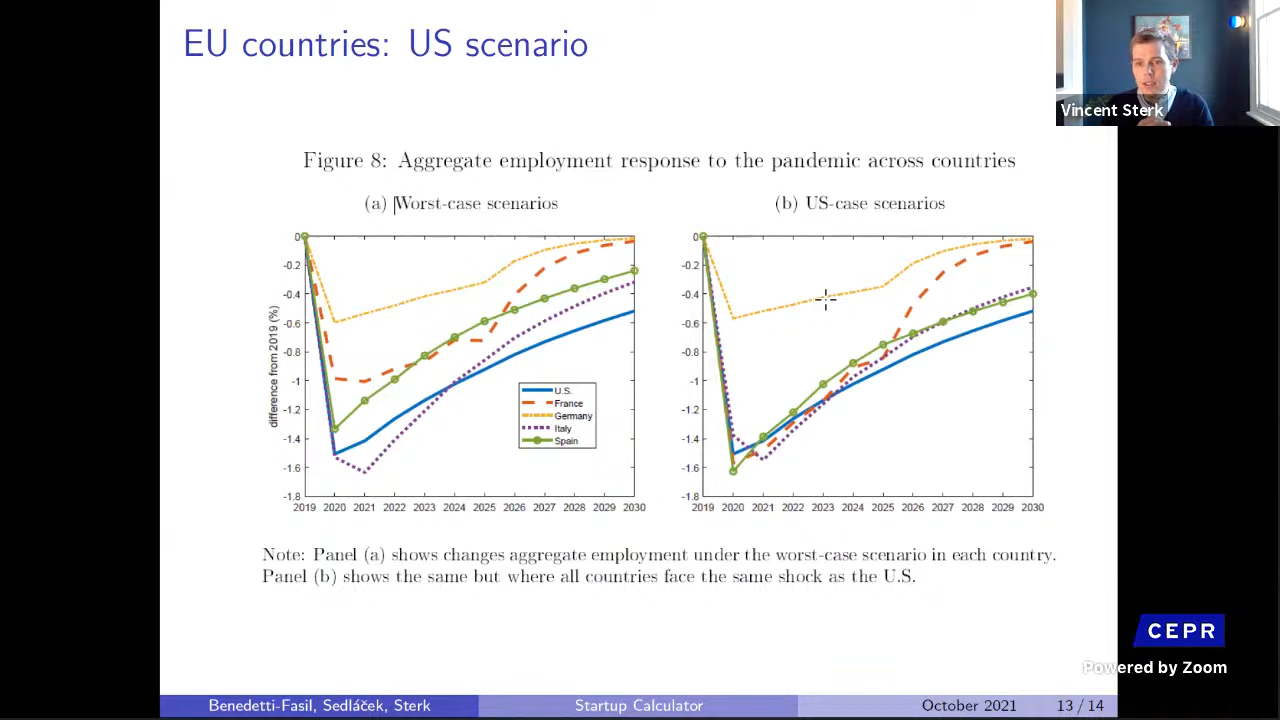 EU countries: US scenario
Vincent Sterk
Figure 8: Aggregate employment response to the pandemic across countries
(a) Worst-case scenarios
(b) US-case scenarios
difference from 2019 (%)
0
-0.2
-0.4
-0.6
-0.8
-1
-1.2
-1.4
-1.6
-1.8
2019 2020 2021 2022 2023 2024 2025 2026 2027 2028 2029 2030
U.S.
France
Germany
Italy
Spain
0
-0.2
-0.4
-0.6
-0.8
-1
-1.2
-1.4
-1.6
-1.8
2019 2020 2021 2022 2023 2024 2025 2026 2027 2028 2029 2030
Note: Panel (a) shows changes aggregate employment under the worst-case scenario in each country.
Panel (b) shows the same but where all countries face the same shock as the U.S.
CEPR
Powered by Zoom
Benedetti-Fasil, Sedláček, Sterk
Startup Calculator
October 2021
13 / 14